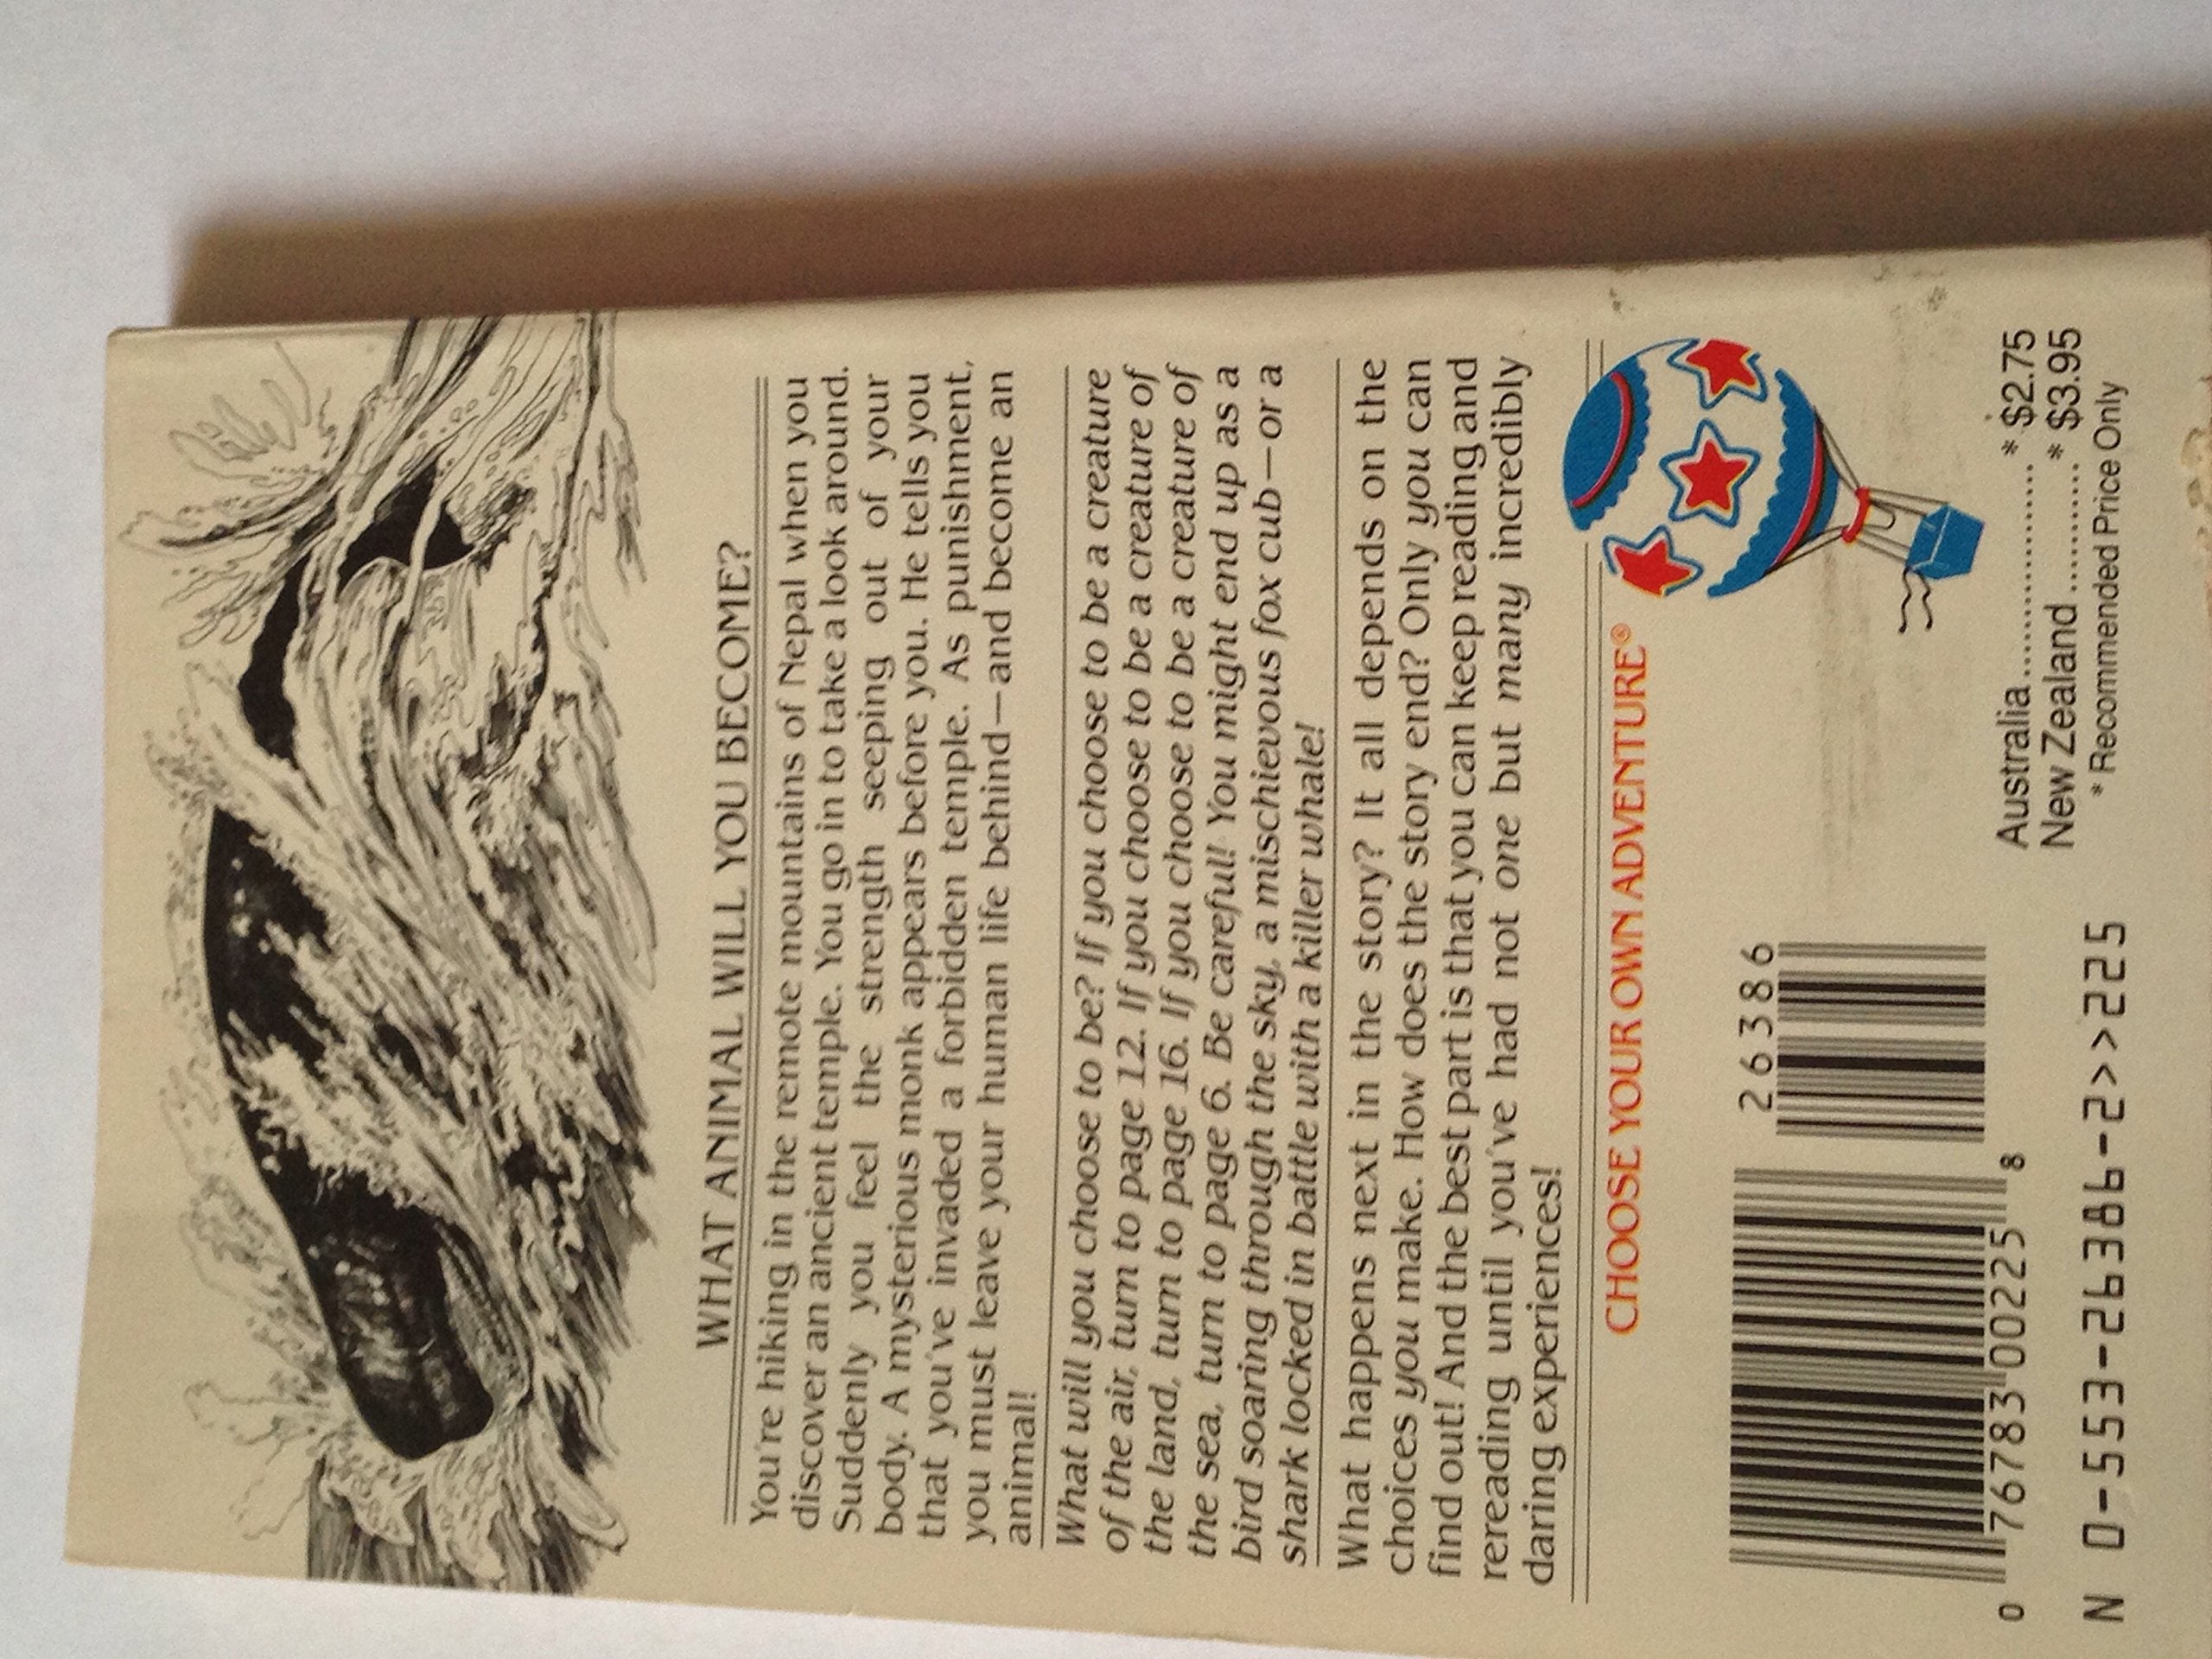 WHAT ANIMAL WILL YOU BECOME?
You're hiking in the remote mountains of Nepal when you
discover an ancient temple. You go in to take a look around.
Suddenly you feel the strength seeping out of your
body. A mysterious monk appears before you. He tells you
that you've invaded a forbidden temple. As punishment,
you must leave your human life behind—and become an
animal!
What will you choose to be? If you choose to be a creature
of the air, turn to page 12. If you choose to be a creature of
the land, turn to page 16. If you choose to be a creature of
the sea, turn to page 6. Be careful! You might end up as a
bird soaring through the sky, a mischievous fox cub—or a
shark locked in battle with a killer whale!
What happens next in the story? It all depends on the
choices you make. How does the story end? Only you can
find out! And the best part is that you can keep reading and
rereading until you've had not one but many incredibly
daring experiences!
CHOOSE YOUR OWN ADVENTURE®
26386
0 76783 00225 8
Australia .................. * $2.75
New Zealand ........... * $3.95
* Recommended Price Only
N 0-553-26386-2>>225